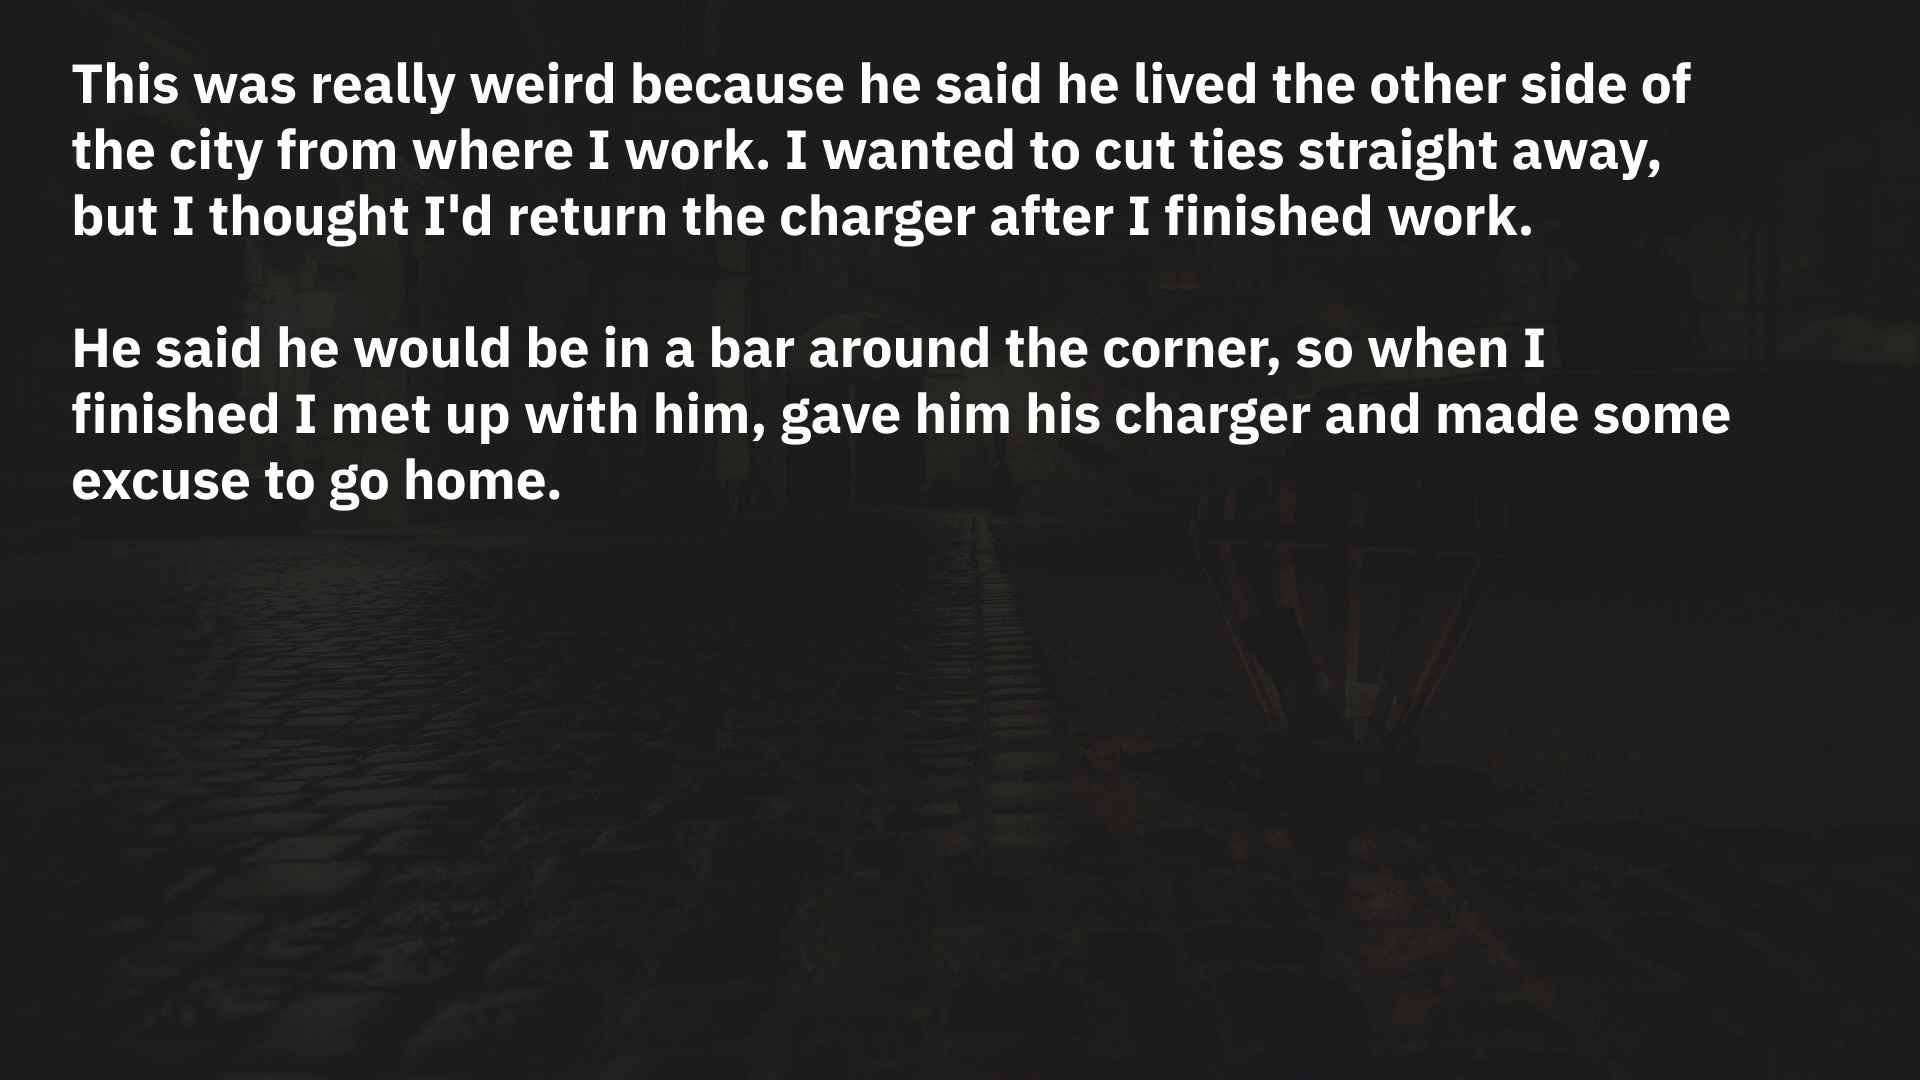 This was really weird because he said he lived the other side of
the city from where I work. I wanted to cut ties straight away,
but I thought I'd return the charger after I finished work.
He said he would be in a bar around the corner, so when I
finished I met up with him, gave him his charger and made some
excuse to go home.